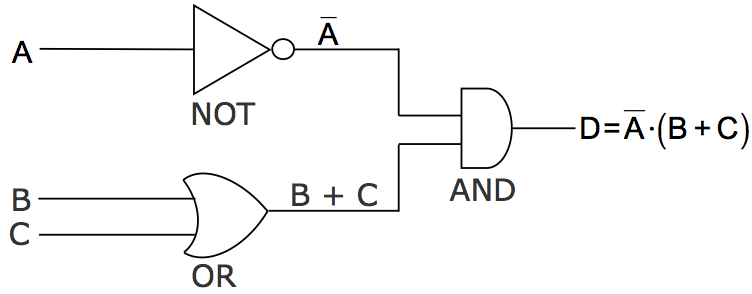 A
A̅
NOT
D=A̅·(B+C)
B
C
B + C
AND
OR